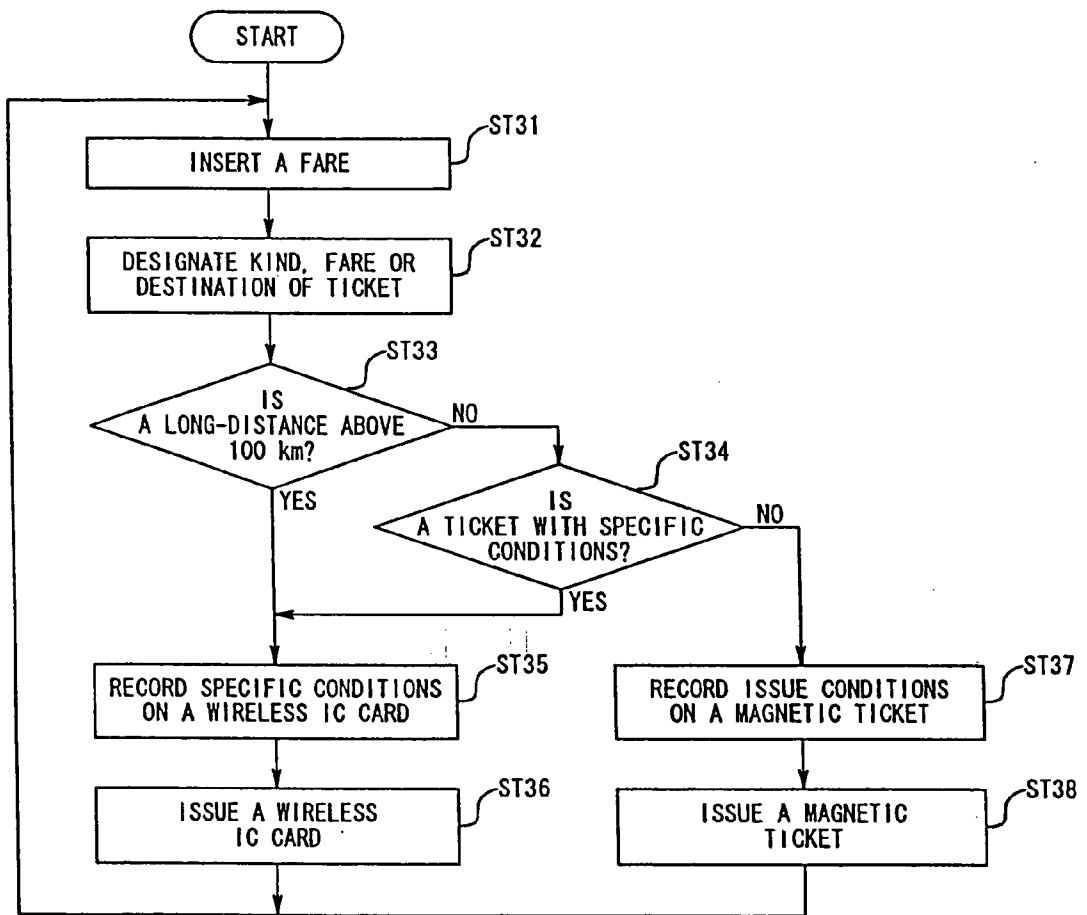 START
ST31
INSERT A FARE
ST32
DESIGNATE KIND, FARE OR
DESTINATION OF TICKET
ST33
IS
A LONG-DISTANCE ABOVE
100 km?
NO
YES
ST34
IS
A TICKET WITH SPECIFIC
CONDITIONS?
NO
YES
ST35
RECORD SPECIFIC CONDITIONS
ON A WIRELESS IC CARD
ST37
RECORD ISSUE CONDITIONS
ON A MAGNETIC TICKET
ST36
ISSUE A WIRELESS
IC CARD
ST38
ISSUE A MAGNETIC
TICKET